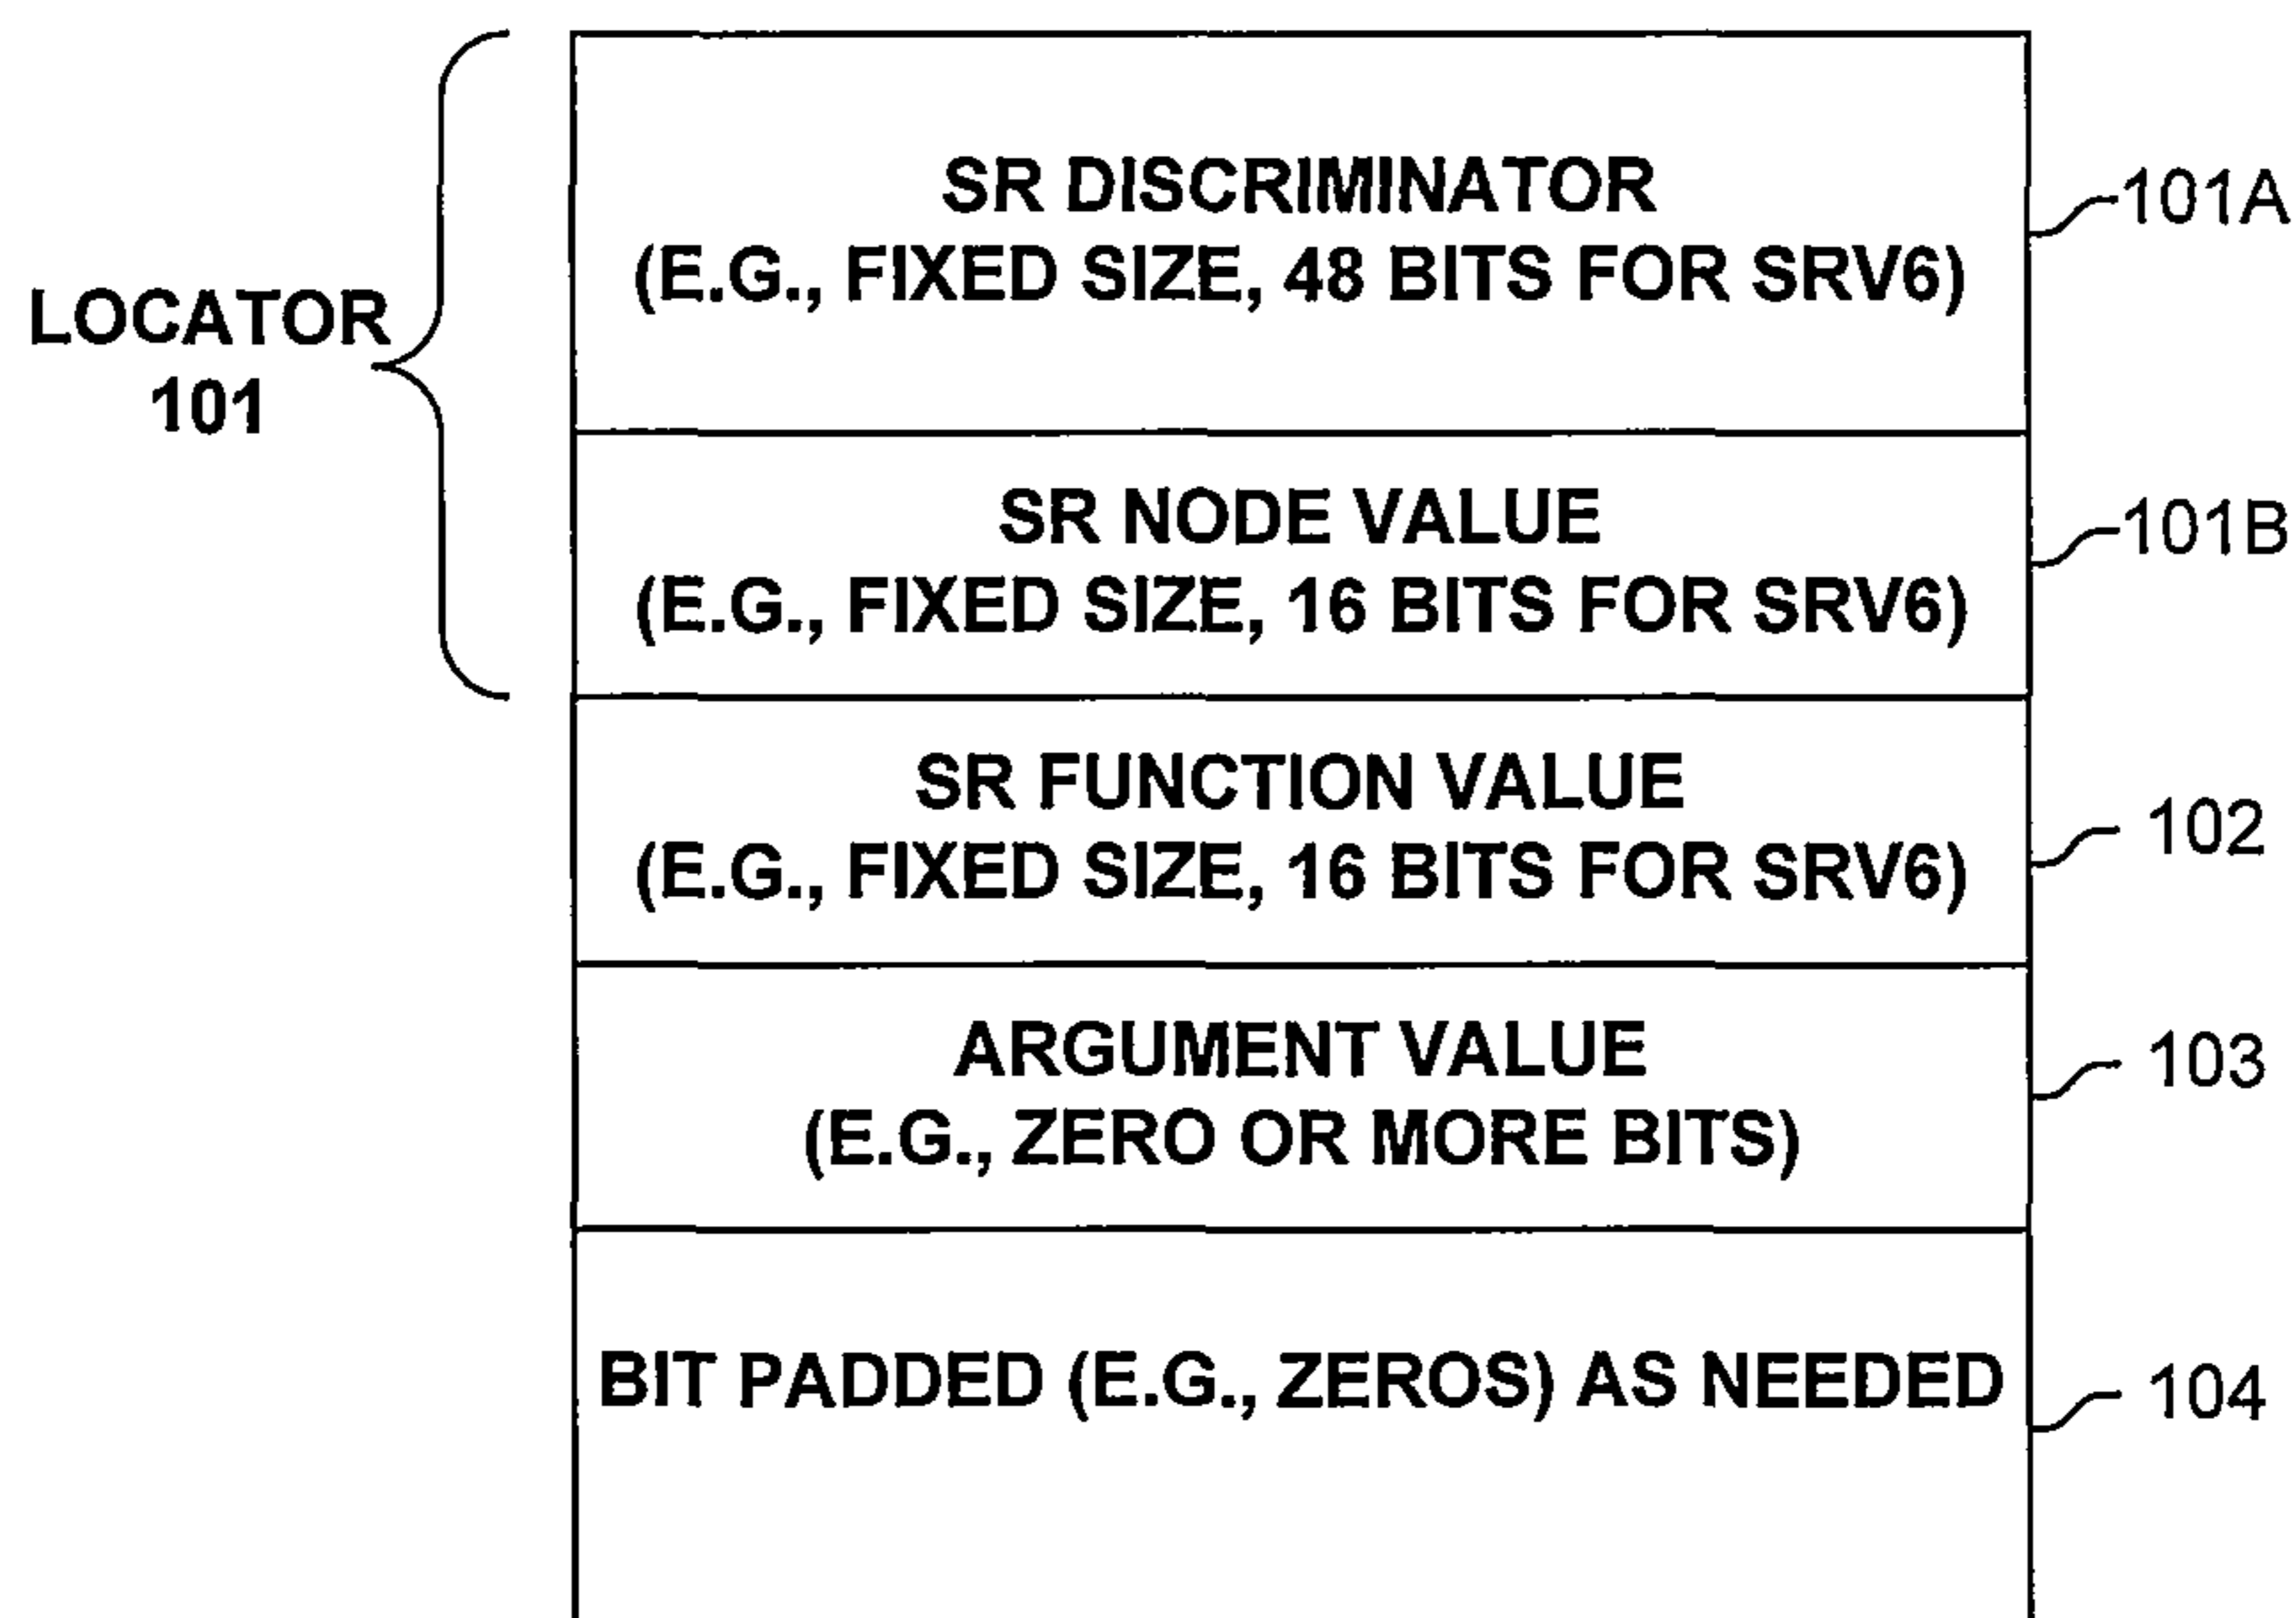 SR DISCRIMINATOR
(E.G., FIXED SIZE, 48 BITS FOR SRV6)
101A
LOCATOR
101
SR NODE VALUE
(E.G., FIXED SIZE, 16 BITS FOR SRV6)
101B
SR FUNCTION VALUE
(E.G., FIXED SIZE, 16 BITS FOR SRV6)
102
ARGUMENT VALUE
(E.G., ZERO OR MORE BITS)
103
BIT PADDED (E.G., ZEROS) AS NEEDED
104